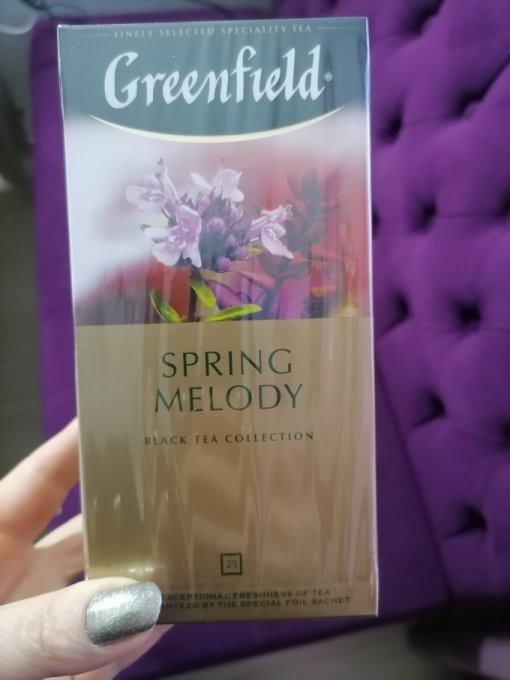 FINELY SELECTED SPECIALITY TEA
Greenfield®
SPRING
MELODY
BLACK TEA COLLECTION
25
EXCEPTIONAL FRESHNESS OF TEA
BY THE SPECIAL FOIL SACHET